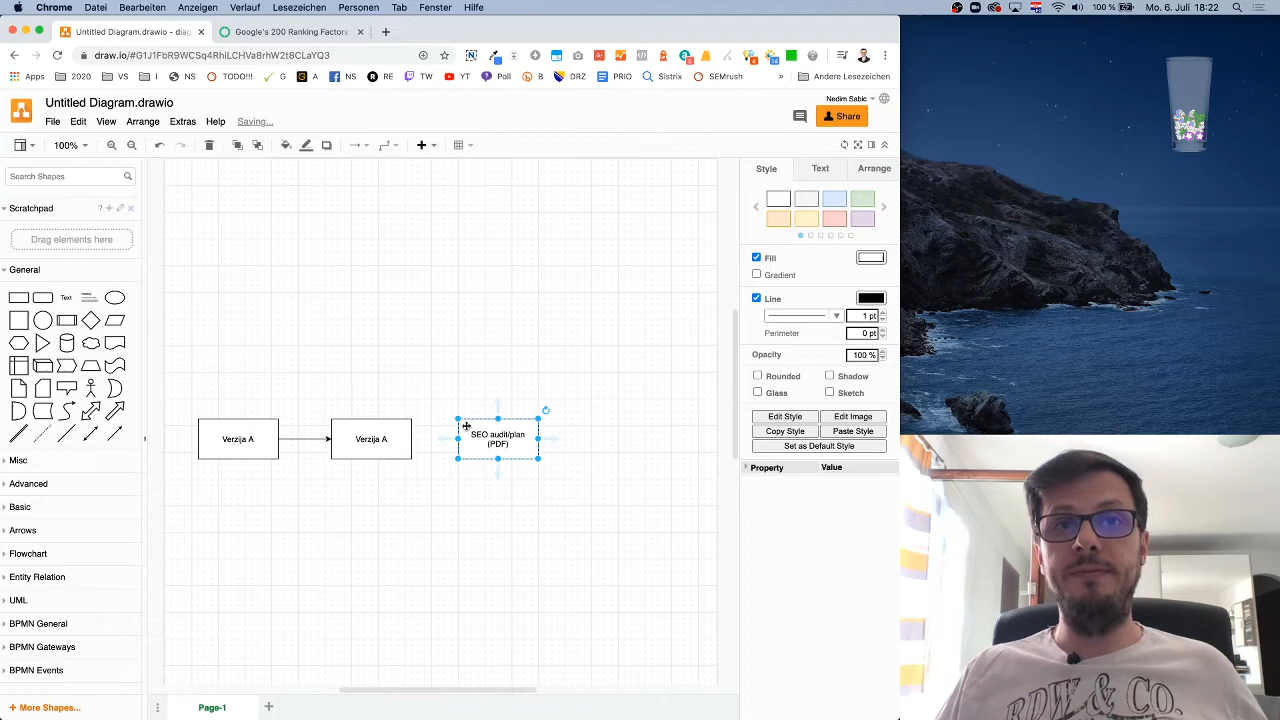 Chrome Datei Bearbeiten Anzeigen Verlauf Lesezeichen Personen Tab Fenster Hilfe 100% Mo. 6. Juli 18:22
Untitled Diagram.drawio - diag Google's 200 Ranking Factors:
draw.io/#G1J1FbR9WCSq4RhiLCHVa8rhW2t8CLaYQ3
Apps 2020 VS NS TODO!!! G A NS RE TW YT Poll B DRZ PRIO Sistrix SEMrush » Andere Lesezeichen
Nedim Sabic
Untitled Diagram.drawio
File Edit View Arrange Extras Help Saving... Share
100%
Style Text Arrange
Search Shapes
Scratchpad
Drag elements here
General
Text
Fill
Gradient
Line
1 pt
Perimeter 0 pt
Opacity 100 %
Rounded Shadow
Glass Sketch
Edit Style Edit Image
Copy Style Paste Style
Set as Default Style
Property Value
Verzija A Verzija A SEO audit/plan
(PDF)
Misc
Advanced
Basic
Arrows
Flowchart
Entity Relation
UML
BPMN General
BPMN Gateways
BPMN Events
+ More Shapes...
Page-1
RDW & CO.